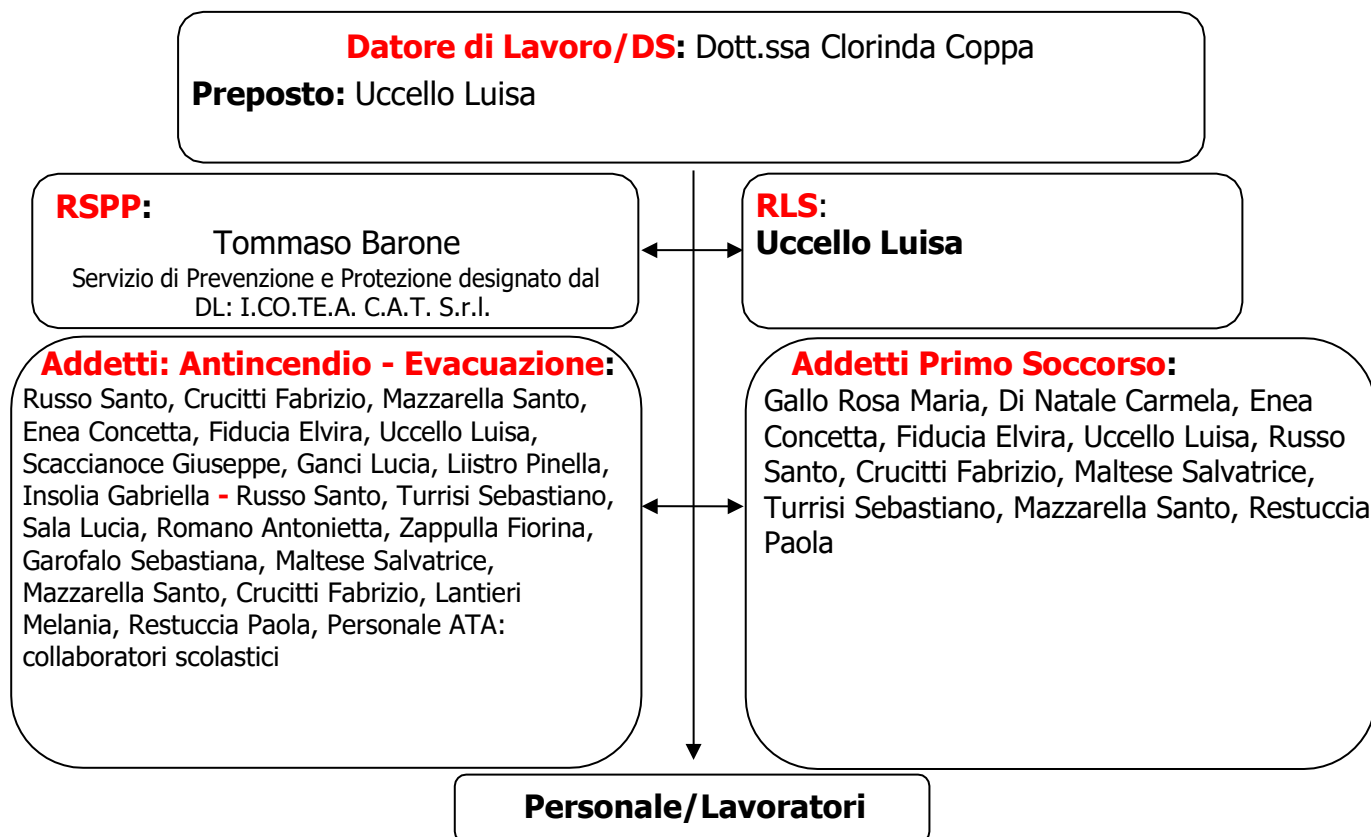 Datore di Lavoro/DS: Dott.ssa Clorinda Coppa
Preposto: Uccello Luisa
RSPP:
Tommaso Barone
Servizio di Prevenzione e Protezione designato dal
DL: I.CO.TE.A. C.A.T. S.r.l.
RLS:
Uccello Luisa
Addetti: Antincendio - Evacuazione:
Russo Santo, Crucitti Fabrizio, Mazzarella Santo,
Enea Concetta, Fiducia Elvira, Uccello Luisa,
Scaccianoce Giuseppe, Ganci Lucia, Liistro Pinella,
Insolia Gabriella - Russo Santo, Turrisi Sebastiano,
Sala Lucia, Romano Antonietta, Zappulla Fiorina,
Garofalo Sebastiana, Maltese Salvatrice,
Mazzarella Santo, Crucitti Fabrizio, Lantieri
Melania, Restuccia Paola, Personale ATA:
collaboratori scolastici
Addetti Primo Soccorso:
Gallo Rosa Maria, Di Natale Carmela, Enea
Concetta, Fiducia Elvira, Uccello Luisa, Russo
Santo, Crucitti Fabrizio, Maltese Salvatrice,
Turrisi Sebastiano, Mazzarella Santo, Restuccia
Paola
Personale/Lavoratori